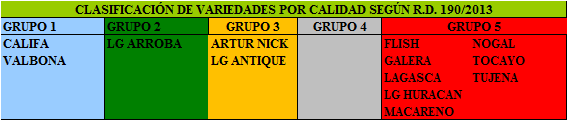 CLASIFICACIÓN DE VARIEDADES POR CALIDAD SEGÚN R.D. 190/2013
GRUPO 1 GRUPO 2 GRUPO 3 GRUPO 4 GRUPO 5
CALIFA LG ARROBA ARTUR NICK FLISH NOGAL
VALBONA LG ANTIQUE GALERA TOCAYO
LAGASCA TUJENA
LG HURACAN
MACARENO